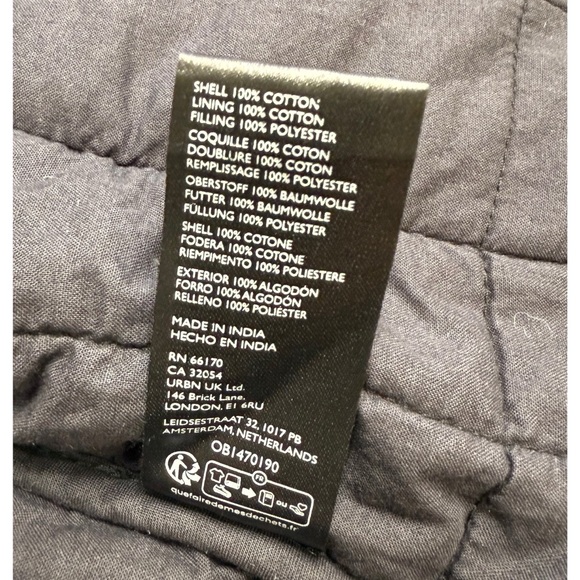 SHELL 100% COTTON
LINING 100% COTTON
FILLING 100% POLYESTER
COQUILLE 100% COTON
DOUBLURE 100% COTON
REMPLISSAGE 100% POLYESTER
OBERSTOFF 100% BAUMWOLLE
FUTTER 100% BAUMWOLLE
FÜLLUNG 100% POLYESTER
SHELL 100% COTONE
FODERA 100% COTONE
RIEMPIMENTO 100% POLIESTERE
EXTERIOR 100% ALGODÓN
FORRO 100% ALGODÓN
RELLENO 100% POLIÉSTER
MADE IN INDIA
HECHO EN INDIA
RN 66170
CA 32054
URBN UK Ltd.
146 Brick Lane,
LONDON. E1 6RU
LEIDSESTRAAT 32, 1017 PB
AMSTERDAM, NETHERLANDS
OB1470190
FR
OU
quefairedemesdechets.fr